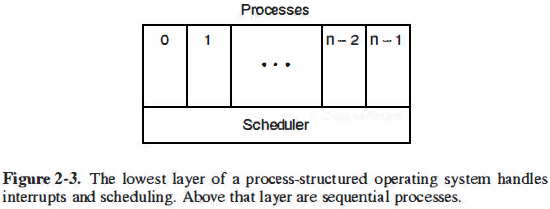 Processes
0 1 ... n – 2 n – 1
Scheduler
Figure 2-3. The lowest layer of a process-structured operating system handles
interrupts and scheduling. Above that layer are sequential processes.